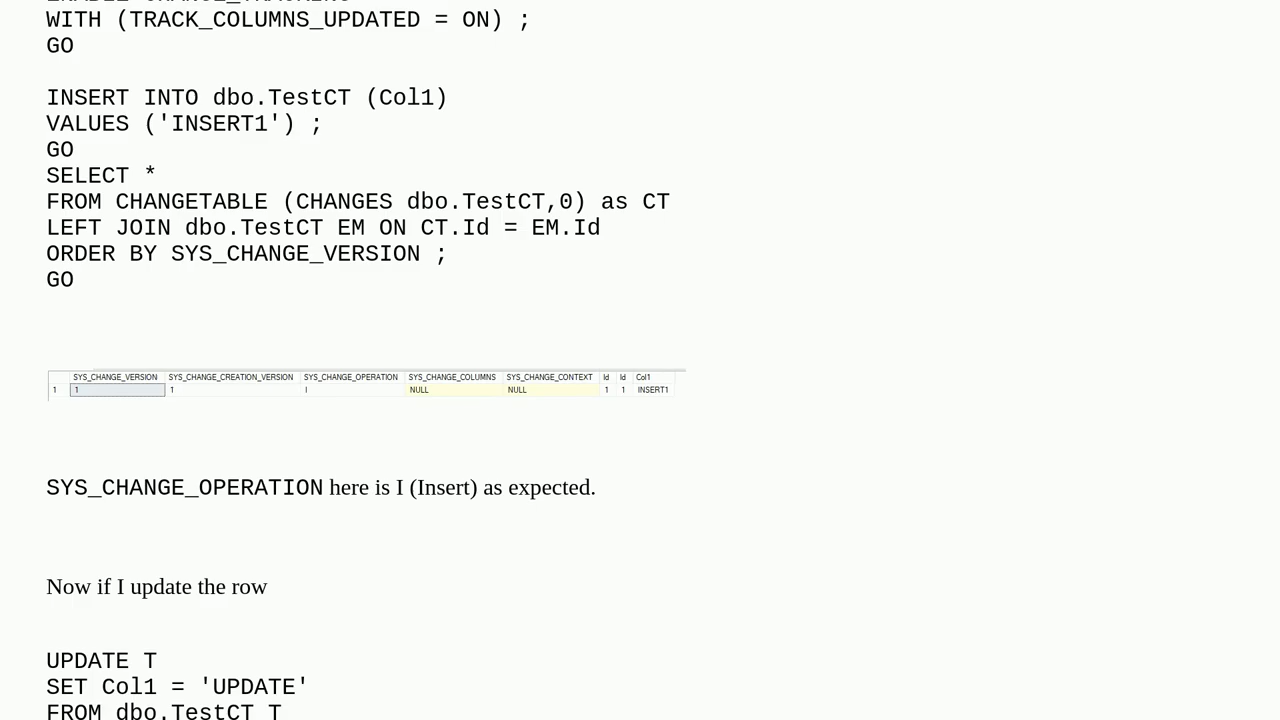 WITH (TRACK_COLUMNS_UPDATED = ON) ;
GO
INSERT INTO dbo.TestCT (Col1)
VALUES ('INSERT1') ;
GO
SELECT *
FROM CHANGETABLE (CHANGES dbo.TestCT,0) as CT
LEFT JOIN dbo.TestCT EM ON CT.Id = EM.Id
ORDER BY SYS_CHANGE_VERSION ;
GO
SYS_CHANGE_VERSION SYS_CHANGE_CREATION_VERSION SYS_CHANGE_OPERATION SYS_CHANGE_COLUMNS SYS_CHANGE_CONTEXT Id Id Col1
1 1 1 I NULL NULL 1 1 INSERT1
SYS_CHANGE_OPERATION here is I (Insert) as expected.
Now if I update the row
UPDATE T
SET Col1 = 'UPDATE'
FROM dbo.TestCT T